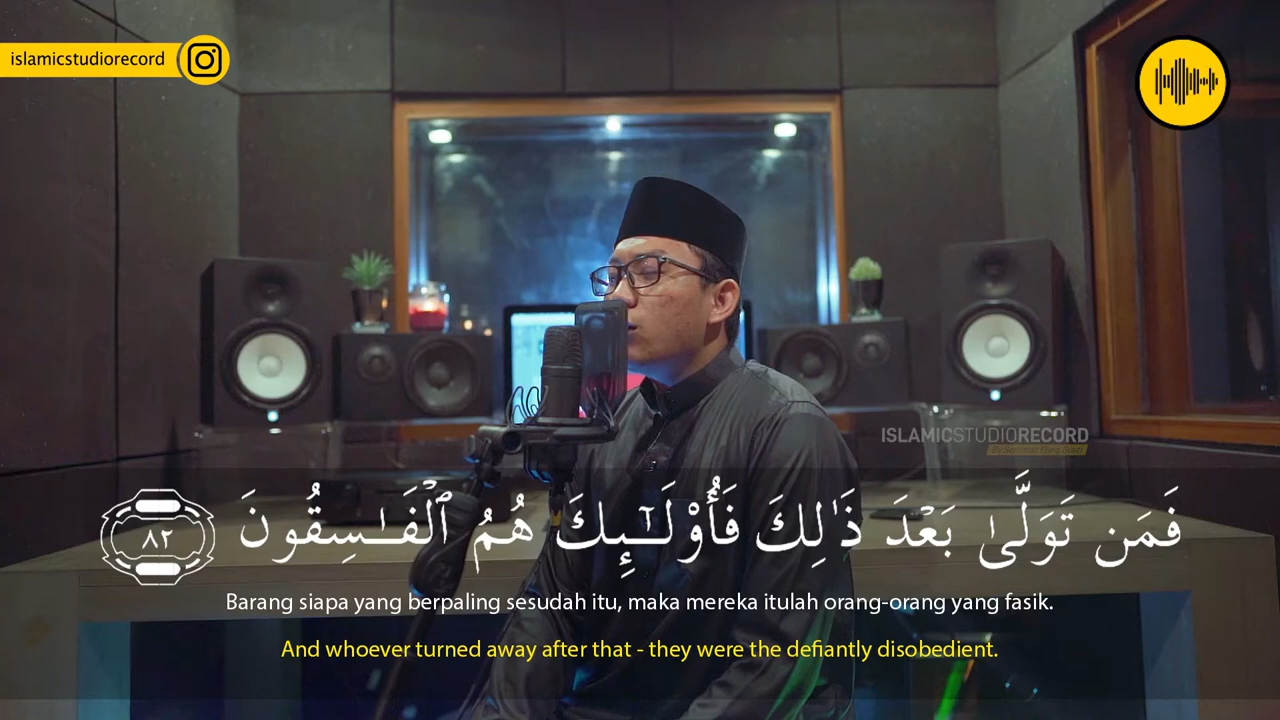 islamicstudiorecord
ISLAMICSTUDIORECORD
فَمَن تَوَلَّىٰ بَعْدَ ذَٰلِكَ فَأُوْلَـٰٓئِكَ هُمُ ٱلْفَـٰسِقُونَ ٨٢
Barang siapa yang berpaling sesudah itu, maka mereka itulah orang-orang yang fasik.
And whoever turned away after that - they were the defiantly disobedient.